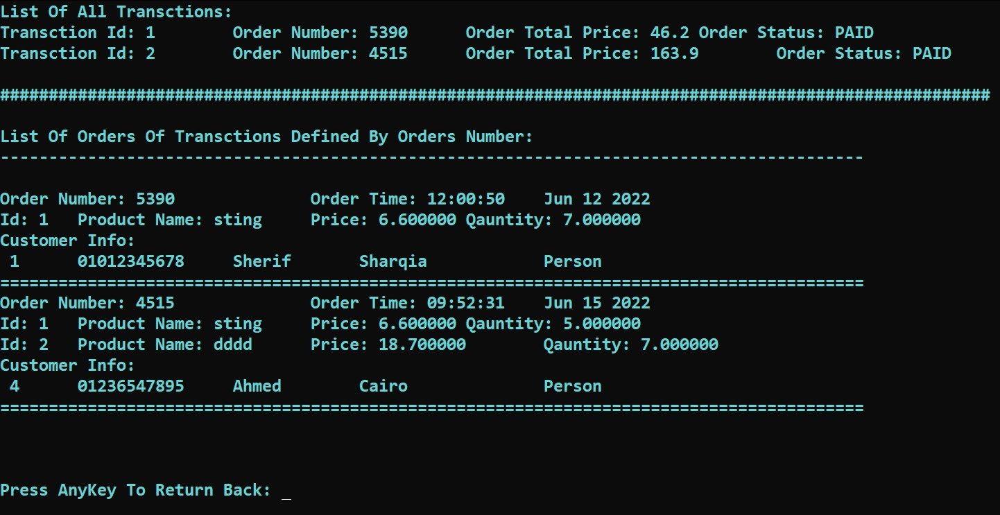 List Of All Transctions:
Transction Id: 1        Order Number: 5390      Order Total Price: 46.2 Order Status: PAID
Transction Id: 2        Order Number: 4515      Order Total Price: 163.9        Order Status: PAID
######################################################################################################
List Of Orders Of Transctions Defined By Orders Number:
-----------------------------------------------------------------------------------------
Order Number: 5390              Order Time: 12:00:50    Jun 12 2022
Id: 1   Product Name: sting     Price: 6.600000 Qauntity: 7.000000
Customer Info:
 1      01012345678     Sherif       Sharqia            Person
=========================================================================================
Order Number: 4515              Order Time: 09:52:31    Jun 15 2022
Id: 1   Product Name: sting     Price: 6.600000 Qauntity: 5.000000
Id: 2   Product Name: dddd      Price: 18.700000        Qauntity: 7.000000
Customer Info:
 4      01236547895     Ahmed        Cairo              Person
=========================================================================================
Press AnyKey To Return Back: _